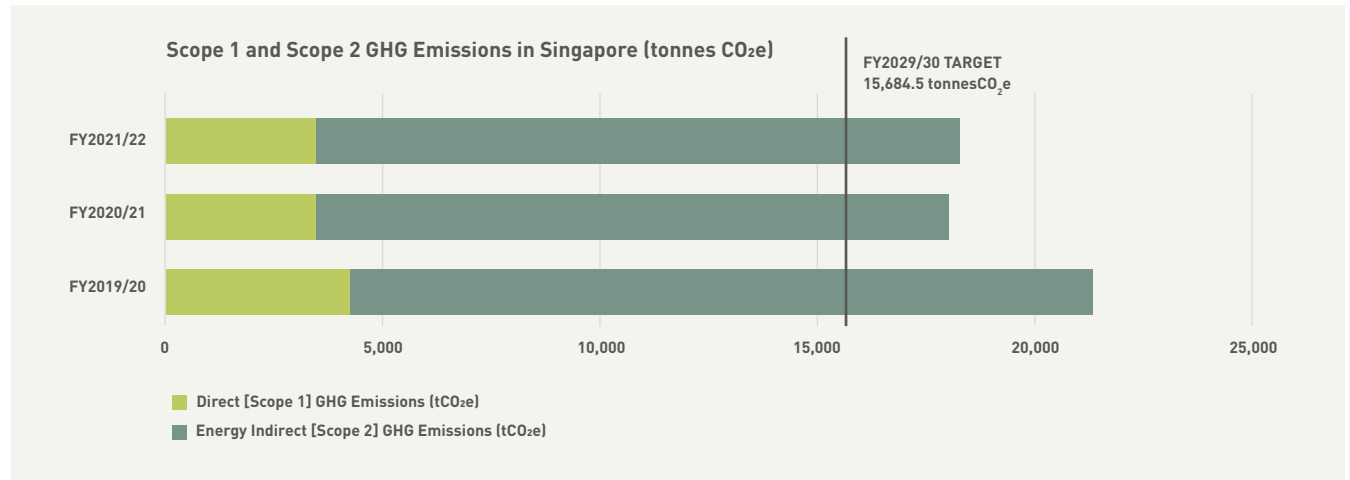 Scope 1 and Scope 2 GHG Emissions in Singapore (tonnes CO₂e)
FY2029/30 TARGET
15,684.5 tonnesCO₂e
FY2021/22
FY2020/21
FY2019/20
0 5,000 10,000 15,000 20,000 25,000
Direct [Scope 1] GHG Emissions (tCO₂e)
Energy Indirect [Scope 2] GHG Emissions (tCO₂e)